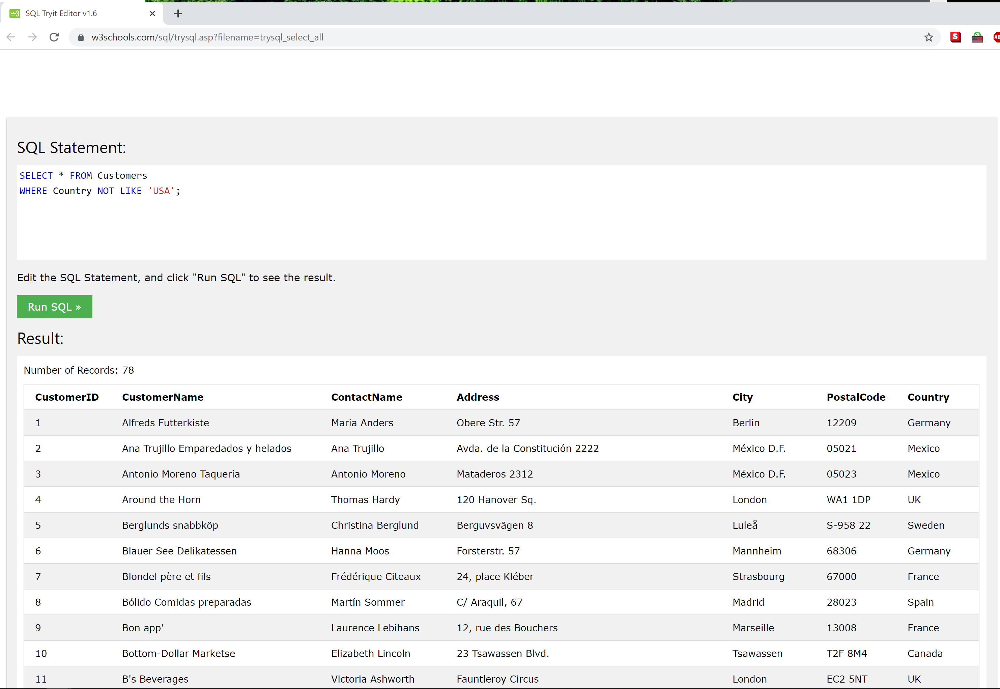 SQL Tryit Editor v1.6
w3schools.com/sql/trysql.asp?filename=trysql_select_all
SQL Statement:
SELECT * FROM Customers
WHERE Country NOT LIKE 'USA';
Edit the SQL Statement, and click "Run SQL" to see the result.
Run SQL »
Result:
Number of Records: 78
CustomerID CustomerName ContactName Address City PostalCode Country
1 Alfreds Futterkiste Maria Anders Obere Str. 57 Berlin 12209 Germany
2 Ana Trujillo Emparedados y helados Ana Trujillo Avda. de la Constitución 2222 México D.F. 05021 Mexico
3 Antonio Moreno Taquería Antonio Moreno Mataderos 2312 México D.F. 05023 Mexico
4 Around the Horn Thomas Hardy 120 Hanover Sq. London WA1 1DP UK
5 Berglunds snabbköp Christina Berglund Berguvsvägen 8 Luleå S-958 22 Sweden
6 Blauer See Delikatessen Hanna Moos Forsterstr. 57 Mannheim 68306 Germany
7 Blondel père et fils Frédérique Citeaux 24, place Kléber Strasbourg 67000 France
8 Bólido Comidas preparadas Martín Sommer C/ Araquil, 67 Madrid 28023 Spain
9 Bon app' Laurence Lebihans 12, rue des Bouchers Marseille 13008 France
10 Bottom-Dollar Marketse Elizabeth Lincoln 23 Tsawassen Blvd. Tsawassen T2F 8M4 Canada
11 B's Beverages Victoria Ashworth Fauntleroy Circus London EC2 5NT UK